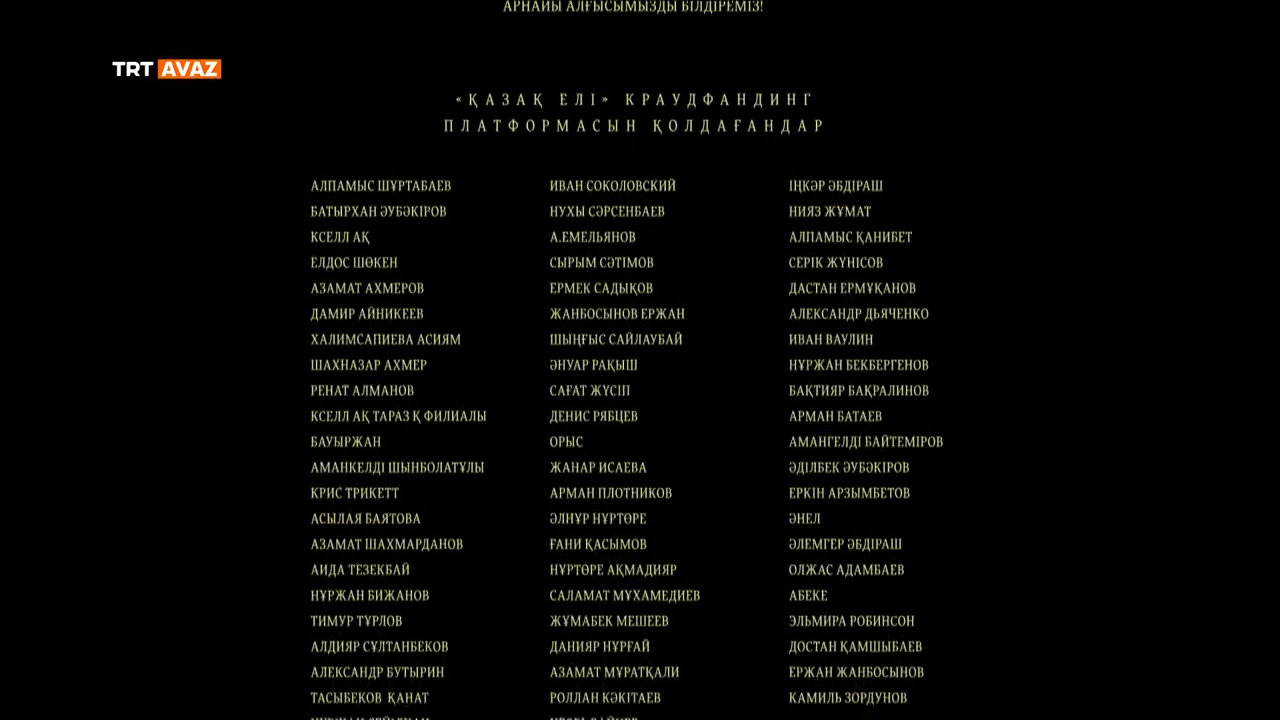 АРНАЙЫ АЛҒЫСЫМЫЗДЫ БІЛДІРЕМІЗ!
TRT AVAZ
«ҚАЗАҚ ЕЛІ» КРАУДФАНДИНГ
ПЛАТФОРМАСЫН ҚОЛДАҒАНДАР
АЛПАМЫС ШҰРТАБАЕВ
БАТЫРХАН ӘУБӘКІРОВ
КСЕЛЛ АҚ
ЕЛДОС ШӨКЕН
АЗАМАТ АХМЕРОВ
ДАМИР АЙНИКЕЕВ
ХАЛИМСАПИЕВА АСИЯМ
ШАХНАЗАР АХМЕР
РЕНАТ АЛМАНОВ
КСЕЛЛ АҚ ТАРАЗ Қ ФИЛИАЛЫ
БАУЫРЖАН
АМАНКЕЛДІ ШЫНБОЛАТҰЛЫ
КРИС ТРИКЕТТ
АСЫЛАЯ БАЯТОВА
АЗАМАТ ШАХМАРДАНОВ
АИДА ТЕЗЕКБАЙ
НҰРЖАН БИЖАНОВ
ТИМУР ТҰРЛОВ
АЛДИЯР СҰЛТАНБЕКОВ
АЛЕКСАНДР БУТЫРИН
ТАСЫБЕКОВ ҚАНАТ
ИВАН СОКОЛОВСКИЙ
НУХЫ СӘРСЕНБАЕВ
А.ЕМЕЛЬЯНОВ
СЫРЫМ СӘТІМОВ
ЕРМЕК САДЫҚОВ
ЖАНБОСЫНОВ ЕРЖАН
ШЫҢҒЫС САЙЛАУБАЙ
ӘНУАР РАҚЫШ
САҒАТ ЖҮСІП
ДЕНИС РЯБЦЕВ
ОРЫС
ЖАНАР ИСАЕВА
АРМАН ПЛОТНИКОВ
ӘЛНҰР НҰРТӨРЕ
ҒАНИ ҚАСЫМОВ
НҰРТӨРЕ АҚМАДИЯР
САЛАМАТ МҰХАМЕДИЕВ
ЖҰМАБЕК МЕШЕЕВ
ДАНИЯР НҰРҒАЙ
АЗАМАТ МҰРАТҚАЛИ
РОЛЛАН КӘКІТАЕВ
ІҢКӘР ӘБДІРАШ
НИЯЗ ЖҰМАТ
АЛПАМЫС ҚАНИБЕТ
СЕРІК ЖҮНІСОВ
ДАСТАН ЕРМҰҚАНОВ
АЛЕКСАНДР ДЬЯЧЕНКО
ИВАН ВАУЛИН
НҰРЖАН БЕКБЕРГЕНОВ
БАҚТИЯР БАҚРАЛИНОВ
АРМАН БАТАЕВ
АМАНГЕЛДІ БАЙТЕМІРОВ
ӘДІЛБЕК ӘУБӘКІРОВ
ЕРКІН АРЗЫМБЕТОВ
ӘНЕЛ
ӘЛЕМГЕР ӘБДІРАШ
ОЛЖАС АДАМБАЕВ
АБЕКЕ
ЭЛЬМИРА РОБИНСОН
ДОСТАН ҚАМШЫБАЕВ
ЕРЖАН ЖАНБОСЫНОВ
КАМИЛЬ ЗОРДУНОВ